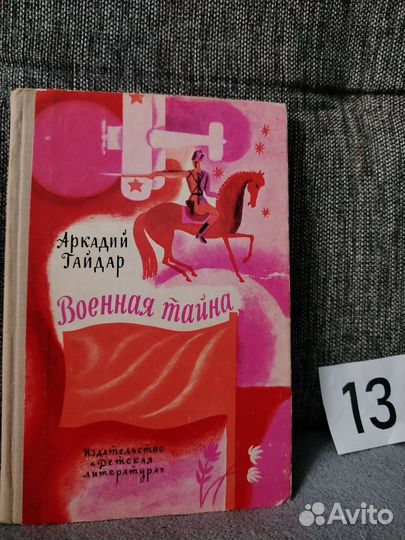 Аркадий
Гайдар
Военная тайна
Издательство
«Детская
литература»
13
Avito